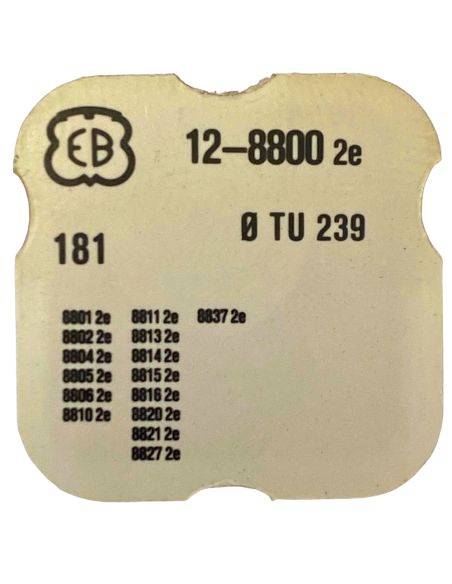 EB
12-8800 2e
Ø TU 239
181
8801 2e 8811 2e 8837 2e
8802 2e 8813 2e
8804 2e 8814 2e
8805 2e 8815 2e
8806 2e 8816 2e
8810 2e 8820 2e
8821 2e
8827 2e